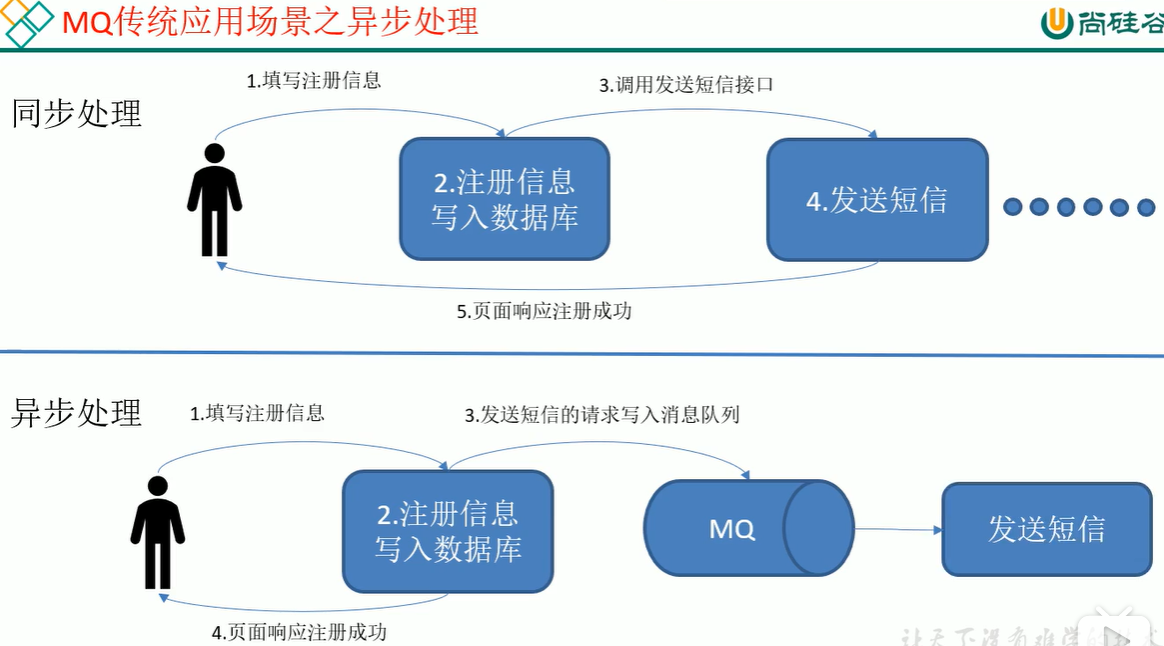 MQ传统应用场景之异步处理
尚硅谷
同步处理
1.填写注册信息
3.调用发送短信接口
2.注册信息
写入数据库
4.发送短信
5.页面响应注册成功
异步处理
1.填写注册信息
3.发送短信的请求写入消息队列
2.注册信息
写入数据库
MQ
发送短信
4.页面响应注册成功
让天下没有难学的技术